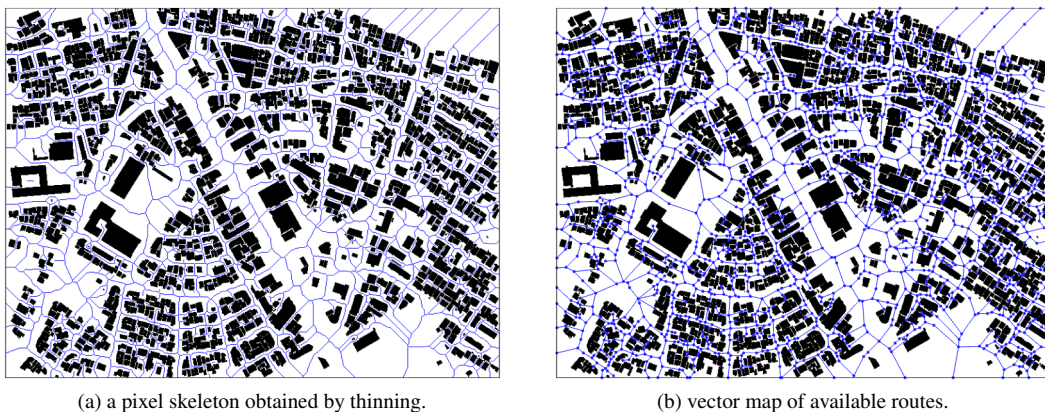 (a) a pixel skeleton obtained by thinning.
(b) vector map of available routes.